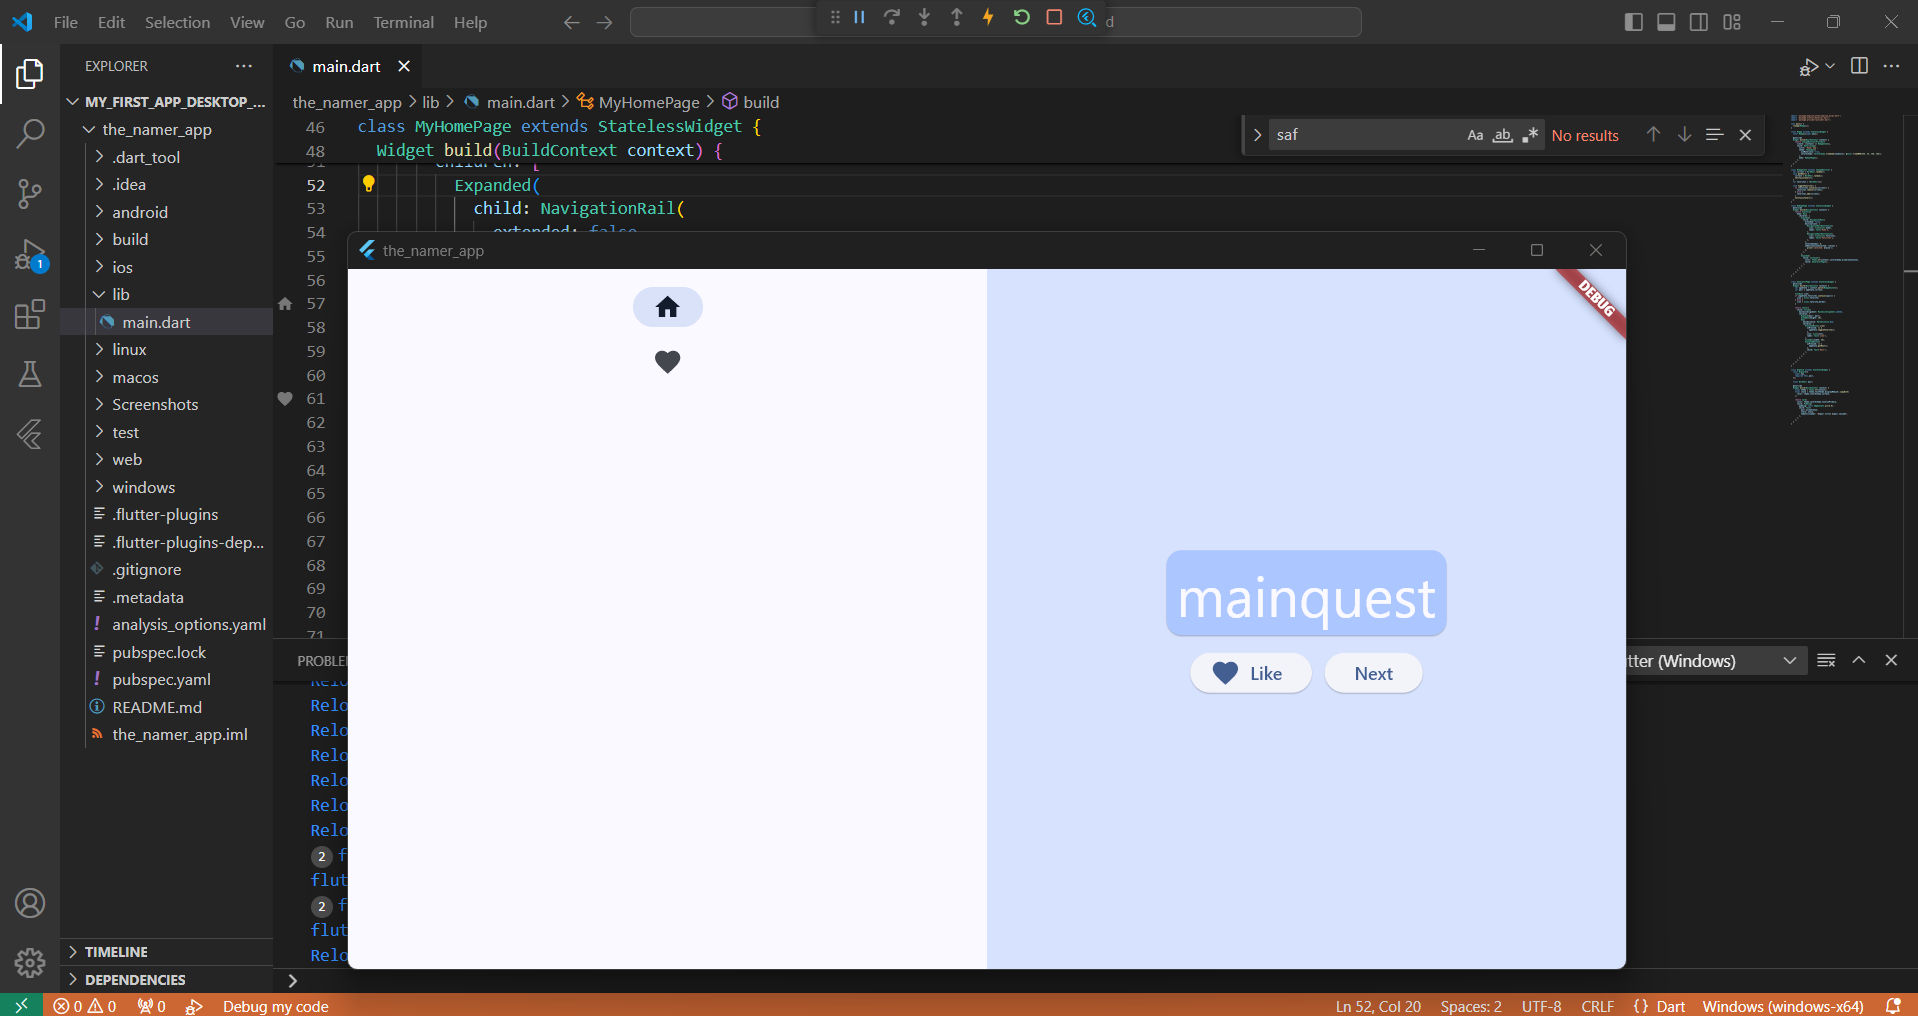 File Edit Selection View Go Run Terminal Help
d
EXPLORER
main.dart
MY_FIRST_APP_DESKTOP_...
the_namer_app
.dart_tool
.idea
android
build
ios
lib
main.dart
linux
macos
Screenshots
test
web
windows
.flutter-plugins
.flutter-plugins-dep...
.gitignore
.metadata
analysis_options.yaml
pubspec.lock
pubspec.yaml
README.md
the_namer_app.iml
TIMELINE
DEPENDENCIES
the_namer_app > lib > main.dart > MyHomePage > build
46 class MyHomePage extends StatelessWidget {
48 Widget build(BuildContext context) {
saf
Aa ab .* No results
children: [
52 Expanded(
53 child: NavigationRail(
54 extended: false
55
56
57
58
59
60
61
62
63
64
65
66
67
68
69
70
71
the_namer_app
DEBUG
mainquest
Like Next
PROBLE
tter (Windows)
Relo
Relo
Relo
Relo
Relo
Relo
Relo
2 f
flut
2 f
flut
Relo
1
0 0 0 Debug my code
Ln 52, Col 20 Spaces: 2 UTF-8 CRLF {} Dart Windows (windows-x64)